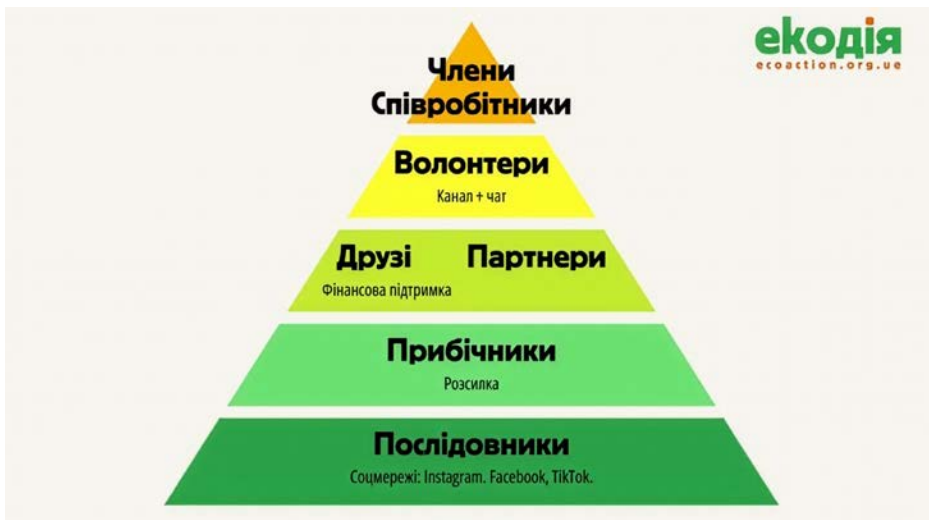 екодія
ecoaction.org.ue
Члени
Співробітники
Волонтери
Канал + чат
Друзі Партнери
Фінансова підтримка
Прибічники
Розсилка
Послідовники
Соцмережі: Instagram. Facebook, TikTok.